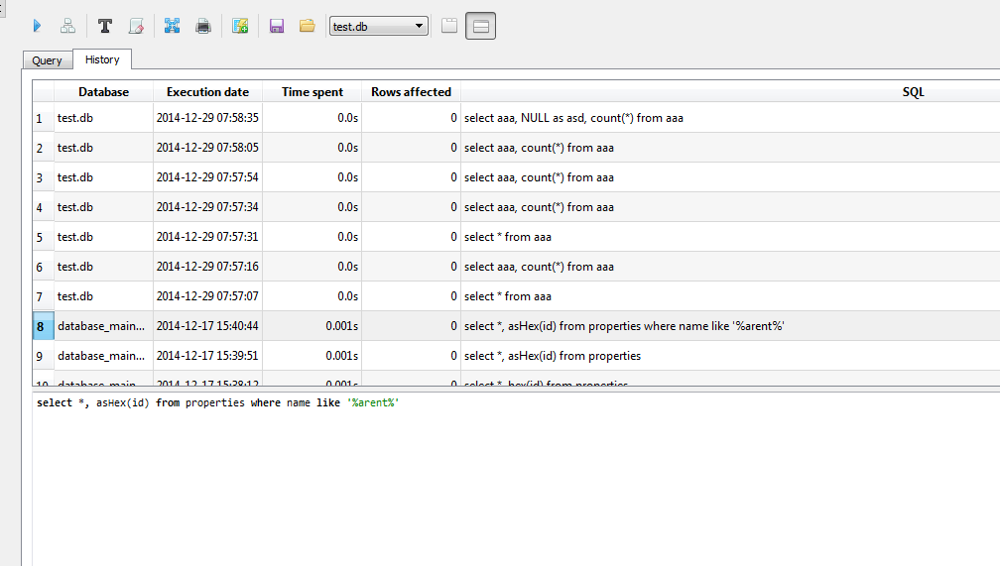 test.db
Query History
Database Execution date Time spent Rows affected SQL
1 test.db 2014-12-29 07:58:35 0.0s 0 select aaa, NULL as asd, count(*) from aaa
2 test.db 2014-12-29 07:58:05 0.0s 0 select aaa, count(*) from aaa
3 test.db 2014-12-29 07:57:54 0.0s 0 select aaa, count(*) from aaa
4 test.db 2014-12-29 07:57:34 0.0s 0 select aaa, count(*) from aaa
5 test.db 2014-12-29 07:57:31 0.0s 0 select * from aaa
6 test.db 2014-12-29 07:57:16 0.0s 0 select aaa, count(*) from aaa
7 test.db 2014-12-29 07:57:07 0.0s 0 select * from aaa
8 database_main... 2014-12-17 15:40:44 0.001s 0 select *, asHex(id) from properties where name like '%arent%'
9 database_main... 2014-12-17 15:39:51 0.001s 0 select *, asHex(id) from properties
10 database_main... 2014-12-17 15:38:12 0.001s 0 select *, hex(id) from properties
select *, asHex(id) from properties where name like '%arent%'